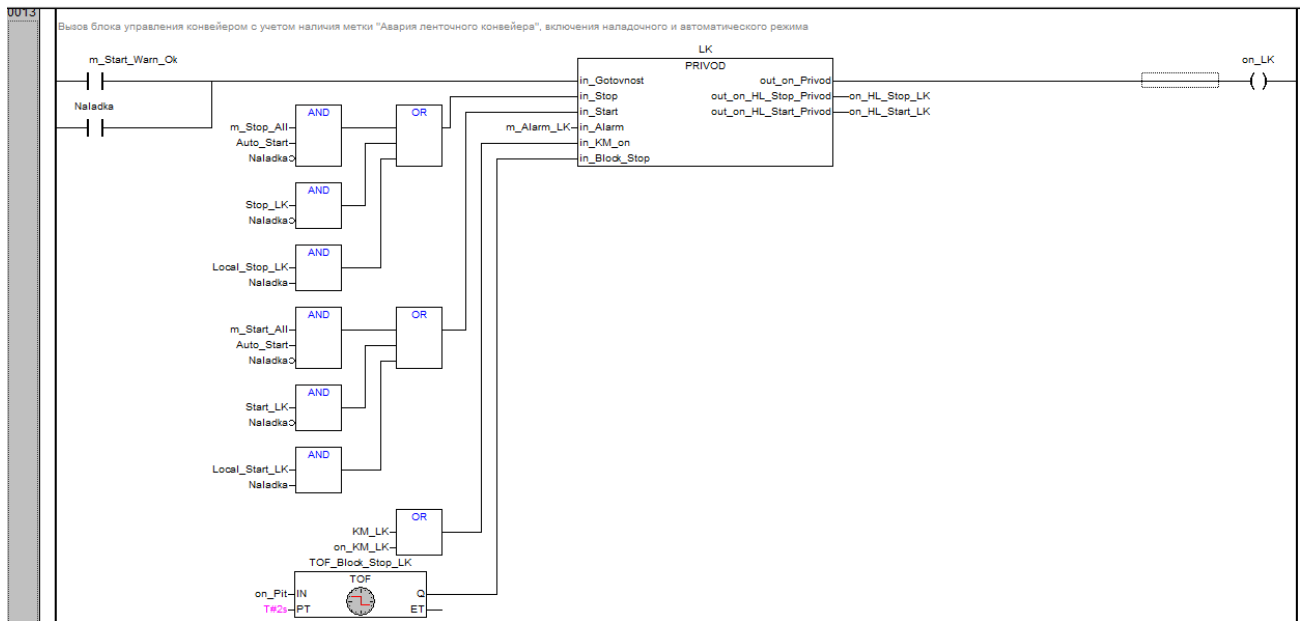 0013
Вызов блока управления конвейером с учетом наличия метки "Авария ленточного конвейера", включения наладочного и автоматического режима
m_Start_Warn_Ok
LK
on_LK
PRIVOD
in_Gotovnost out_on_Privod
Naladka
in_Stop out_on_HL_Stop_Privod on_HL_Stop_LK
AND OR
in_Start out_on_HL_Start_Privod on_HL_Start_LK
m_Stop_All
m_Alarm_LK in_Alarm
Auto_Start
in_KM_on
Naladka
in_Block_Stop
AND
Stop_LK
Naladka
AND
Local_Stop_LK
Naladka
AND OR
m_Start_All
Auto_Start
Naladka
AND
Start_LK
Naladka
AND
Local_Start_LK
Naladka
OR
KM_LK
on_KM_LK
TOF_Block_Stop_LK
TOF
on_Pit IN Q
T#2s PT ET